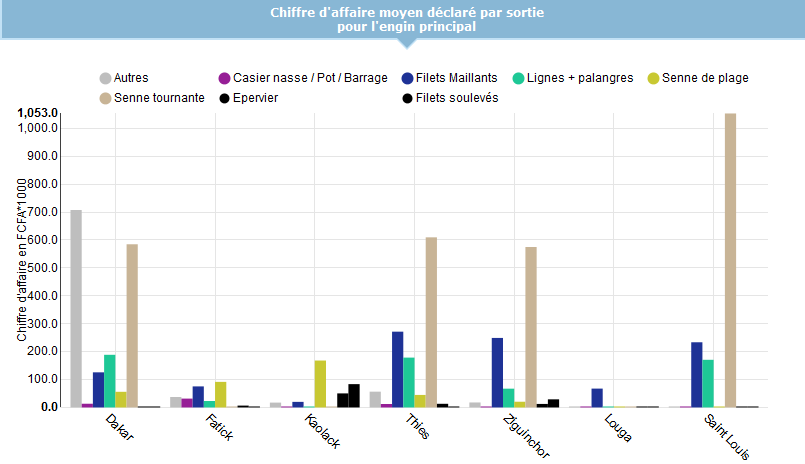 Chiffre d'affaire moyen déclaré par sortie
pour l'engin principal
Autres
Casier nasse / Pot / Barrage
Filets Maillants
Lignes + palangres
Senne de plage
Senne tournante
Epervier
Filets soulevés
Chiffre d'affaire en FCFA*1000
1,053.0
1,000.0
900.0
800.0
700.0
600.0
500.0
400.0
300.0
200.0
100.0
0.0
Dakar
Fatick
Kaolack
Thies
Ziguinchor
Louga
Saint Louis